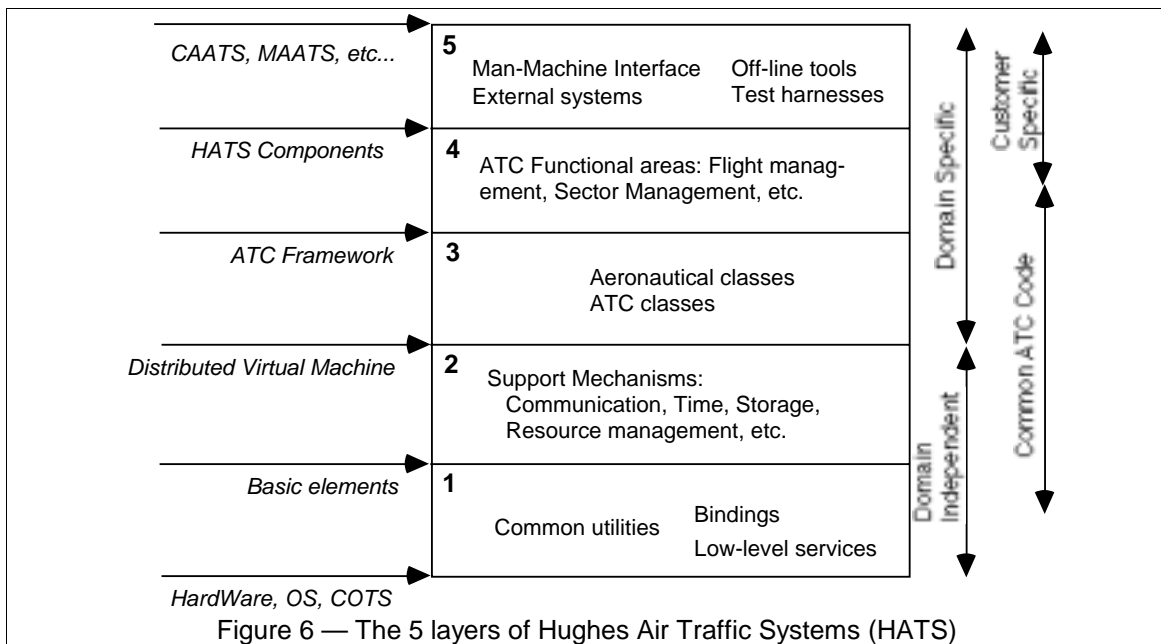 CAATS, MAATS, etc...
5
Man-Machine Interface
Off-line tools
External systems
Test harnesses
HATS Components
4
ATC Functional areas: Flight manag-
ement, Sector Management, etc.
ATC Framework
3
Aeronautical classes
ATC classes
Distributed Virtual Machine
2
Support Mechanisms:
Communication, Time, Storage,
Resource management, etc.
Basic elements
1
Common utilities
Bindings
Low-level services
HardWare, OS, COTS
Domain Specific
Domain
Independent
Customer
Specific
Common ATC Code
Figure 6 — The 5 layers of Hughes Air Traffic Systems (HATS)